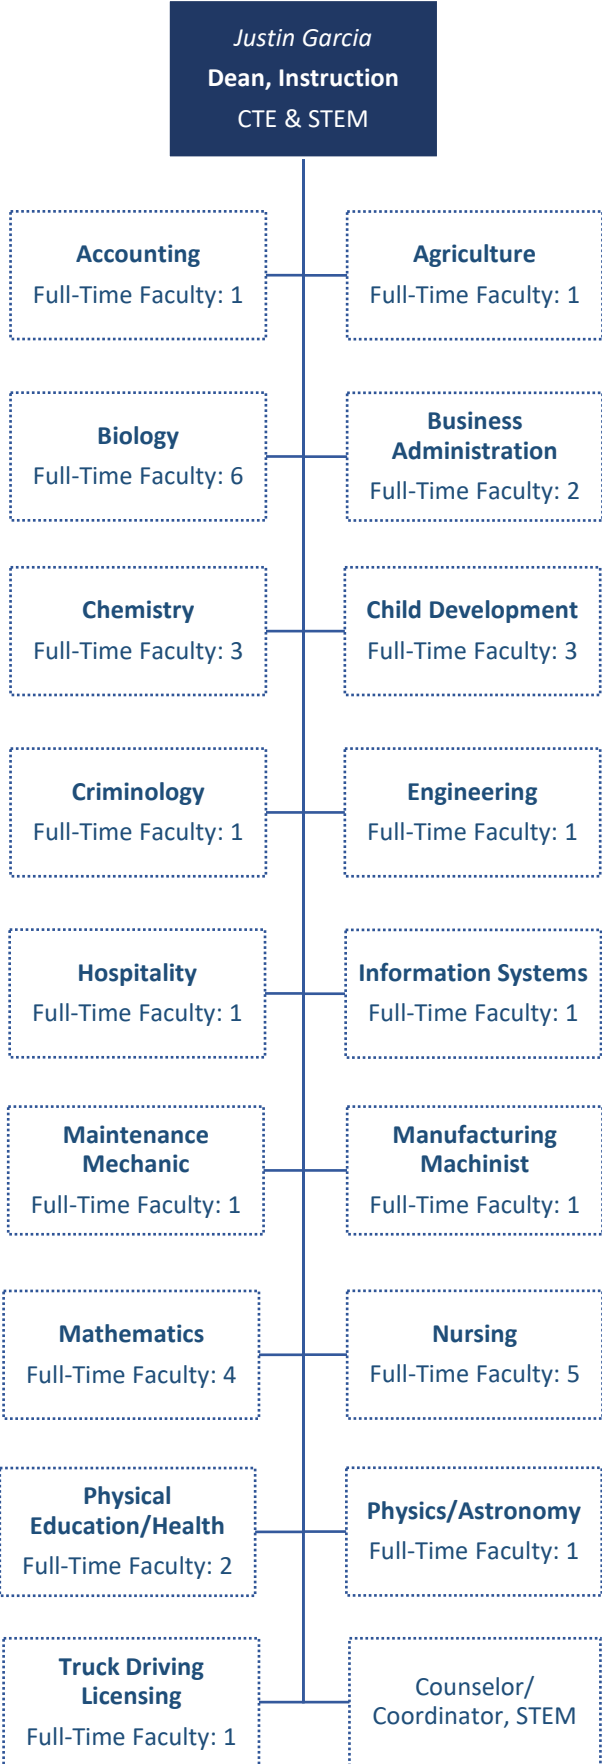 Justin Garcia
Dean, Instruction
CTE & STEM
Accounting
Full-Time Faculty: 1
Agriculture
Full-Time Faculty: 1
Biology
Full-Time Faculty: 6
Business
Administration
Full-Time Faculty: 2
Chemistry
Full-Time Faculty: 3
Child Development
Full-Time Faculty: 3
Criminology
Full-Time Faculty: 1
Engineering
Full-Time Faculty: 1
Hospitality
Full-Time Faculty: 1
Information Systems
Full-Time Faculty: 1
Maintenance
Mechanic
Full-Time Faculty: 1
Manufacturing
Machinist
Full-Time Faculty: 1
Mathematics
Full-Time Faculty: 4
Nursing
Full-Time Faculty: 5
Physical
Education/Health
Full-Time Faculty: 2
Physics/Astronomy
Full-Time Faculty: 1
Truck Driving
Licensing
Full-Time Faculty: 1
Counselor/
Coordinator, STEM